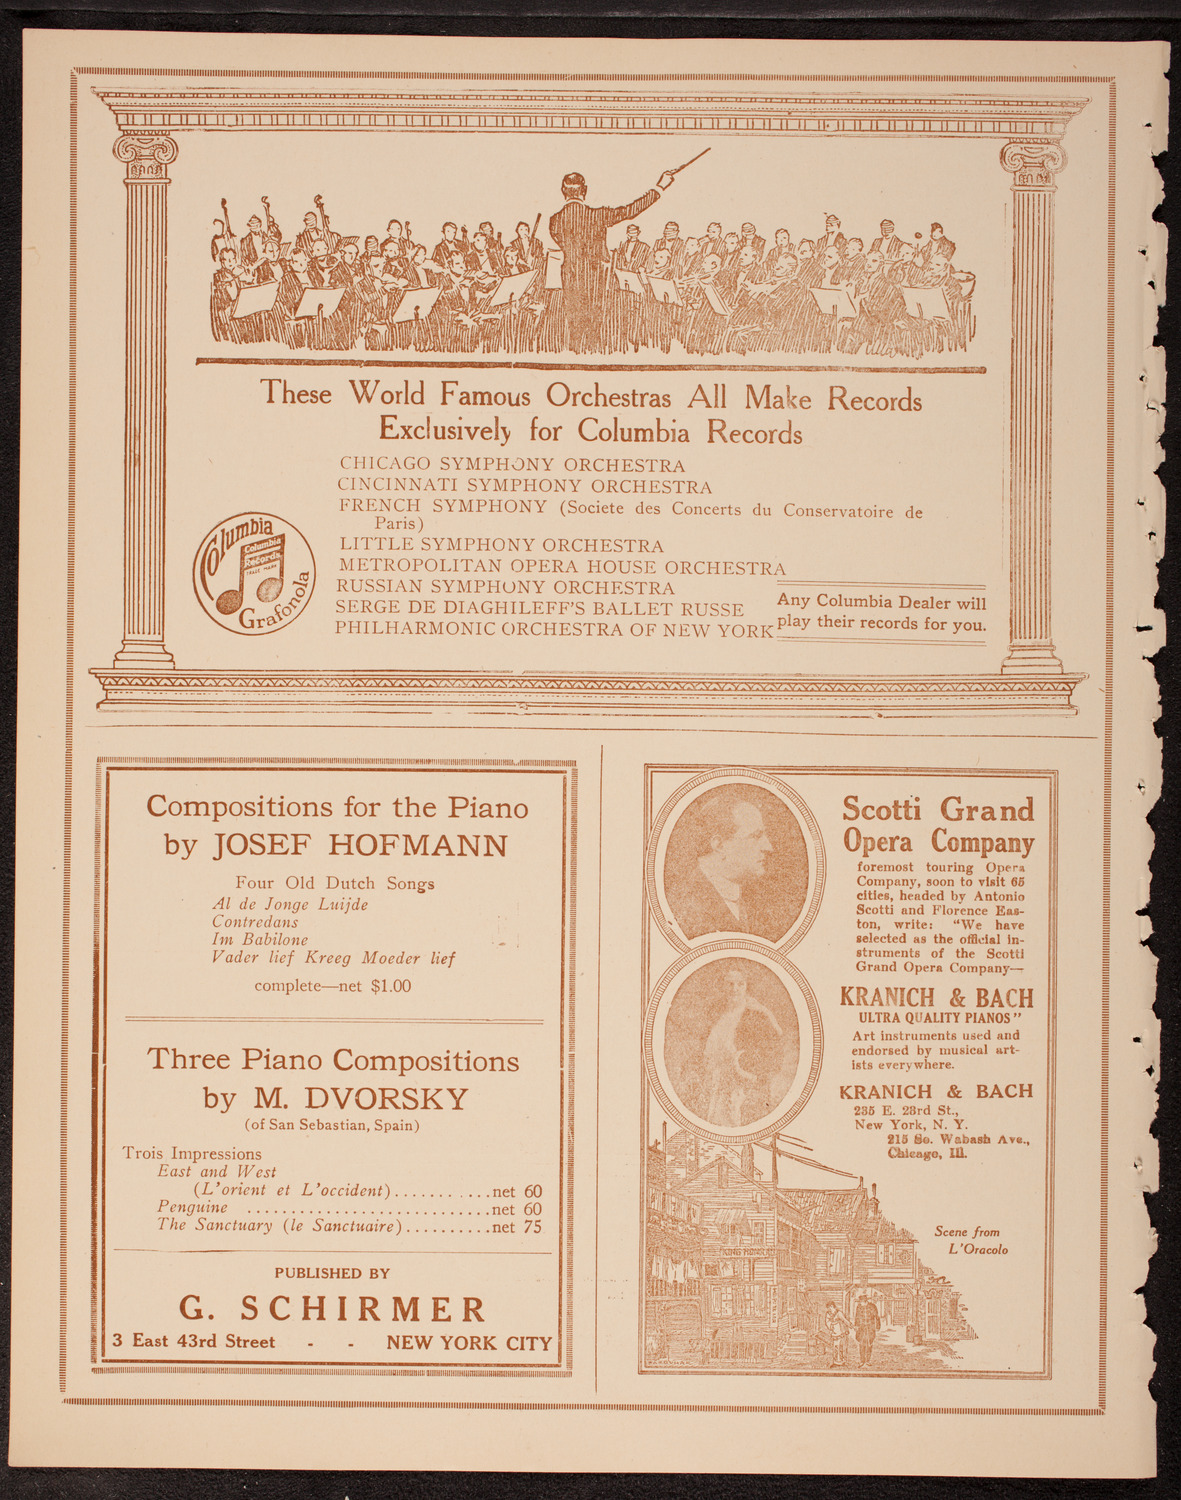 These World Famous Orchestras All Make Records
Exclusively for Columbia Records
CHICAGO SYMPHONY ORCHESTRA
CINCINNATI SYMPHONY ORCHESTRA
FRENCH SYMPHONY (Societe des Concerts du Conservatoire de
Paris)
LITTLE SYMPHONY ORCHESTRA
METROPOLITAN OPERA HOUSE ORCHESTRA
RUSSIAN SYMPHONY ORCHESTRA
SERGE DE DIAGHILEFF'S BALLET RUSSE
PHILHARMONIC ORCHESTRA OF NEW YORK
Any Columbia Dealer will
play their records for you.
Columbia
Columbia
Records
TRADE MARK
Grafonola
Compositions for the Piano
by JOSEF HOFMANN
Four Old Dutch Songs
Al de Jonge Luijde
Contredans
Im Babilone
Vader lief Kreeg Moeder lief
complete—net $1.00
Three Piano Compositions
by M. DVORSKY
(of San Sebastian, Spain)
Trois Impressions
East and West
(L'orient et L'occident)............net 60
Penguine ............................net 60
The Sanctuary (le Sanctuaire)..........net 75
PUBLISHED BY
G. SCHIRMER
3 East 43rd Street - - NEW YORK CITY
Scotti Grand
Opera Company
foremost touring Opera
Company, soon to visit 65
cities, headed by Antonio
Scotti and Florence Eas-
ton, write: "We have
selected as the official in-
struments of the Scotti
Grand Opera Company—
KRANICH & BACH
ULTRA QUALITY PIANOS"
Art instruments used and
endorsed by musical art-
ists everywhere.
KRANICH & BACH
235 E. 23rd St.,
New York, N. Y.
215 So. Wabash Ave.,
Chicago, Ill.
Scene from
L'Oracolo